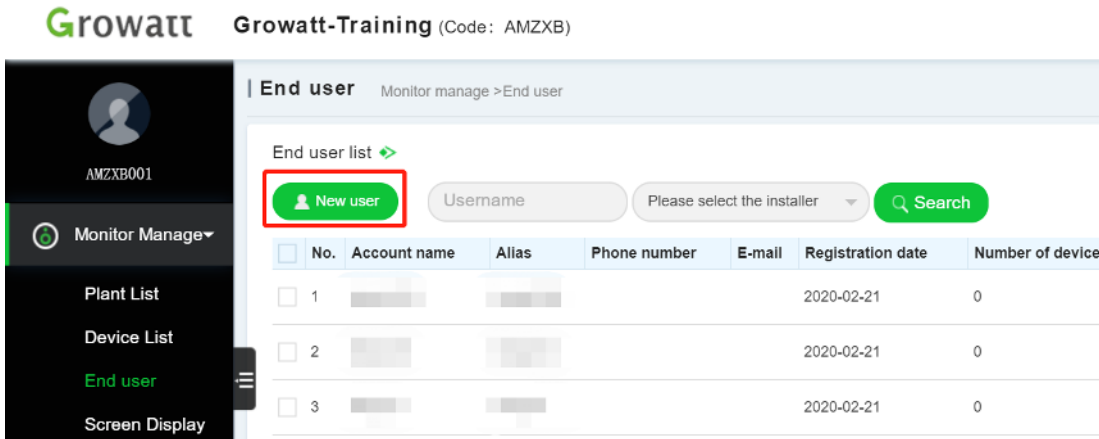 Growatt Growatt-Training (Code: AMZXB)
AMZXB001
Monitor Manage
Plant List
Device List
End user
Screen Display
End user Monitor manage >End user
End user list
New user Username Please select the installer Search
No. Account name Alias Phone number E-mail Registration date Number of device
1 2020-02-21 0
2 2020-02-21 0
3 2020-02-21 0